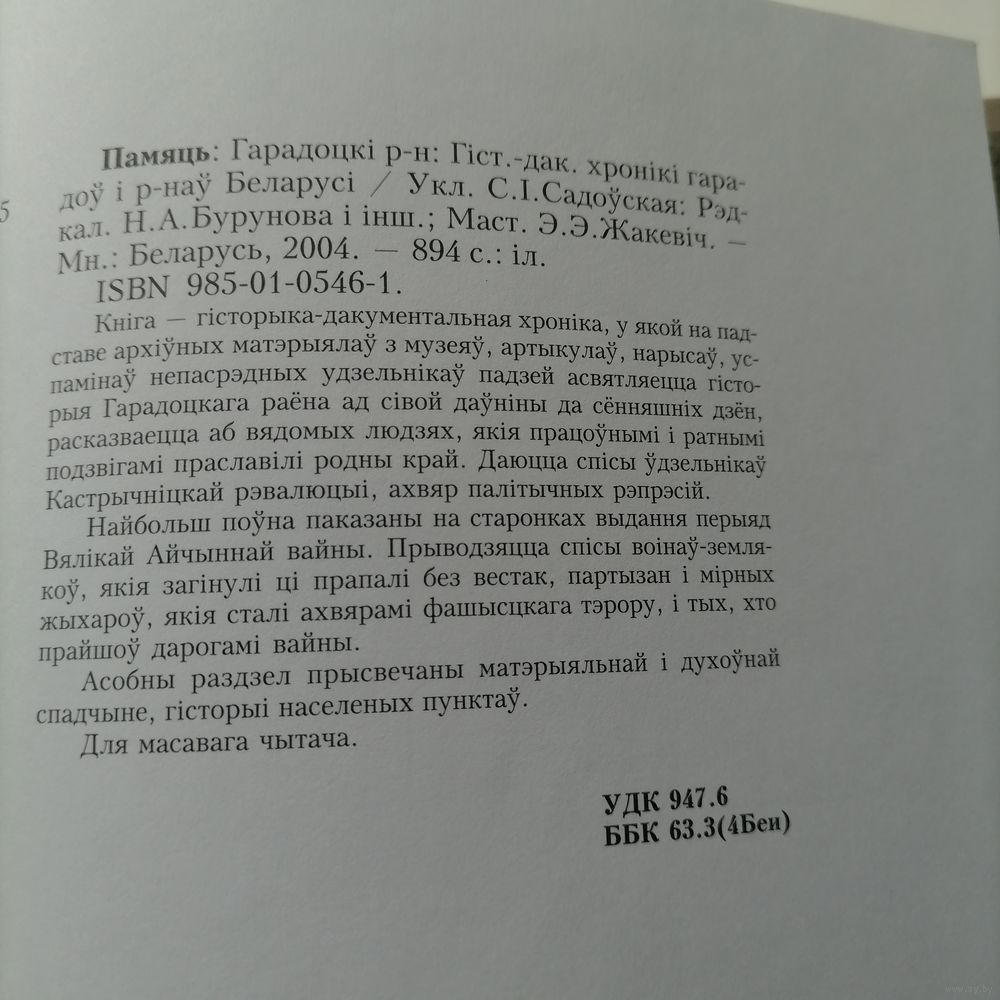 Памяць: Гарадоцкі р-н: Гіст.-дак. хронікі гара-
доў і р-наў Беларусі / Укл. С.І.Садоўская: Рэд-
5
кал. Н.А.Бурунова і інш.; Маст. Э.Э.Жакевіч. —
Мн.: Беларусь, 2004. — 894 с.: іл.
ISBN 985-01-0546-1.
Кніга — гісторыка-дакументальная хроніка, у якой на пад-
ставе архіўных матэрыялаў з музеяў, артыкулаў, нарысаў, ус-
памінаў непасрэдных удзельнікаў падзей асвятляецца гісто-
рыя Гарадоцкага раёна ад сівой даўніны да сённяшніх дзён,
расказваецца аб вядомых людзях, якія працоўнымі і ратнымі
подзвігамі праславілі родны край. Даюцца спісы ўдзельнікаў
Кастрычніцкай рэвалюцыі, ахвяр палітычных рэпрэсій.
Найбольш поўна паказаны на старонках выдання перыяд
Вялікай Айчыннай вайны. Прыводзяцца спісы воінаў-земля-
коў, якія загінулі ці прапалі без вестак, партызан і мірных
жыхароў, якія сталі ахвярамі фашысцкага тэрору, і тых, хто
прайшоў дарогамі вайны.
Асобны раздзел прысвечаны матэрыяльнай і духоўнай
спадчыне, гісторыі населеных пунктаў.
Для масавага чытача.
УДК 947.6
ББК 63.3(4Беи)
www.ay.by